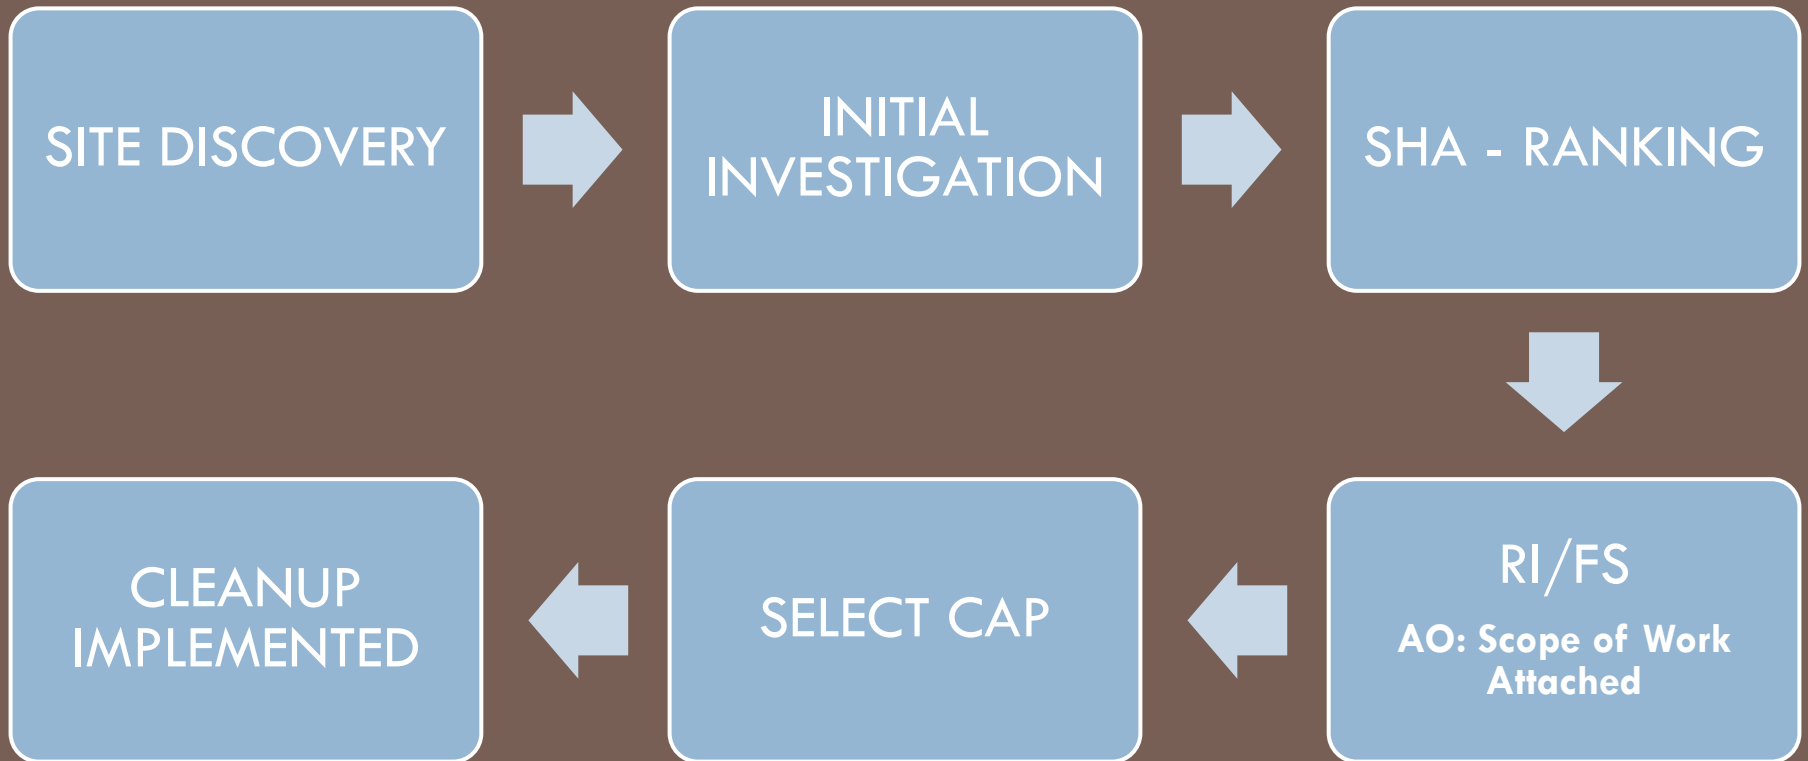 SITE DISCOVERY
INITIAL
INVESTIGATION
SHA - RANKING
RI/FS
AO: Scope of Work
Attached
SELECT CAP
CLEANUP
IMPLEMENTED